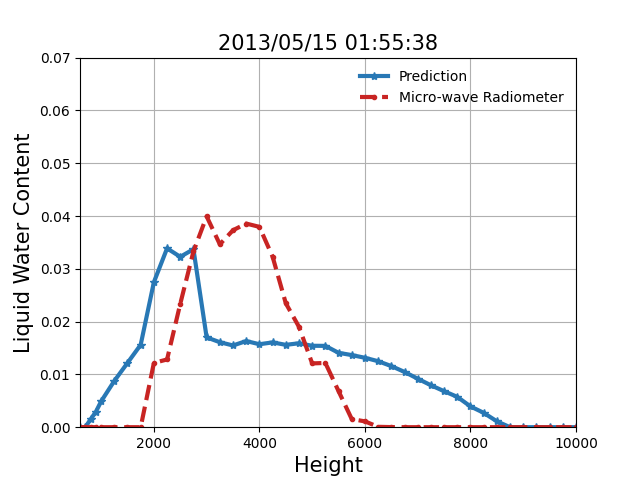 2013/05/15 01:55:38
Prediction
Micro-wave Radiometer
0.07
0.06
0.05
0.04
0.03
0.02
0.01
0.00
Liquid Water Content
2000 4000 6000 8000 10000
Height